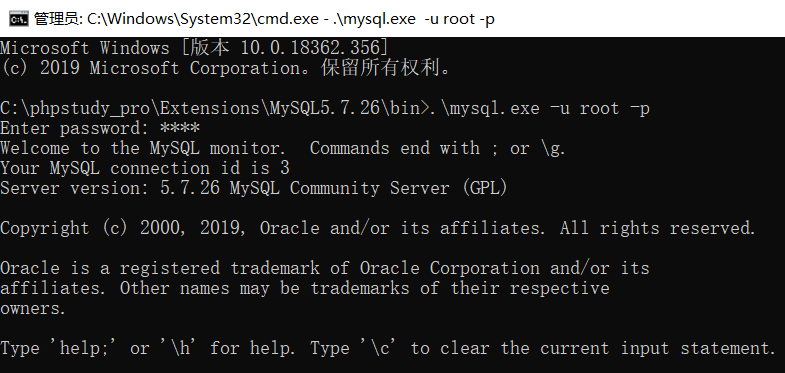 管理员: C:\Windows\System32\cmd.exe - .\mysql.exe  -u root -p
Microsoft Windows [版本 10.0.18362.356]
(c) 2019 Microsoft Corporation。保留所有权利。
C:\phpstudy_pro\Extensions\MySQL5.7.26\bin>.\mysql.exe -u root -p
Enter password: ****
Welcome to the MySQL monitor.  Commands end with ; or \g.
Your MySQL connection id is 3
Server version: 5.7.26 MySQL Community Server (GPL)
Copyright (c) 2000, 2019, Oracle and/or its affiliates. All rights reserved.
Oracle is a registered trademark of Oracle Corporation and/or its
affiliates. Other names may be trademarks of their respective
owners.
Type 'help;' or '\h' for help. Type '\c' to clear the current input statement.